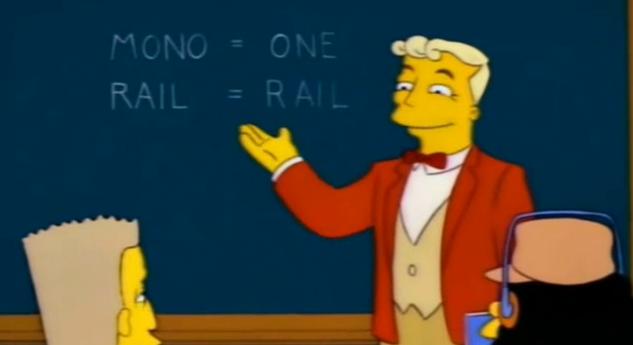 MONO = ONE
RAIL = RAIL